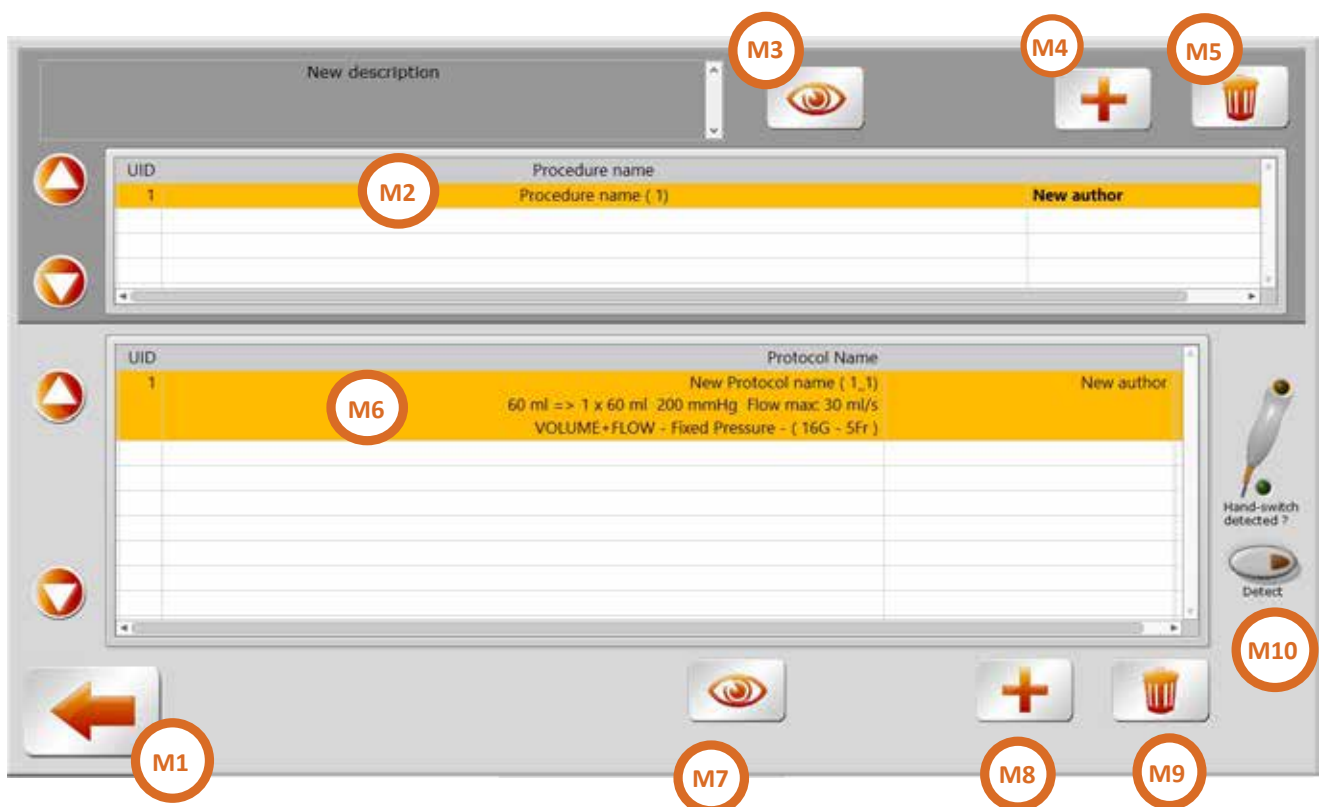 M3
M4
M5
New description
UID Procedure name
M2
1 Procedure name ( 1) New author
UID Protocol Name
1 New Protocol name ( 1_1) New author
M6
60 ml => 1 x 60 ml 200 mmHg Flow max: 30 ml/s
VOLUME+FLOW - Fixed Pressure - ( 16G - 5Fr )
Hand-switch
detected ?
Detect
M10
M1
M7
M8
M9